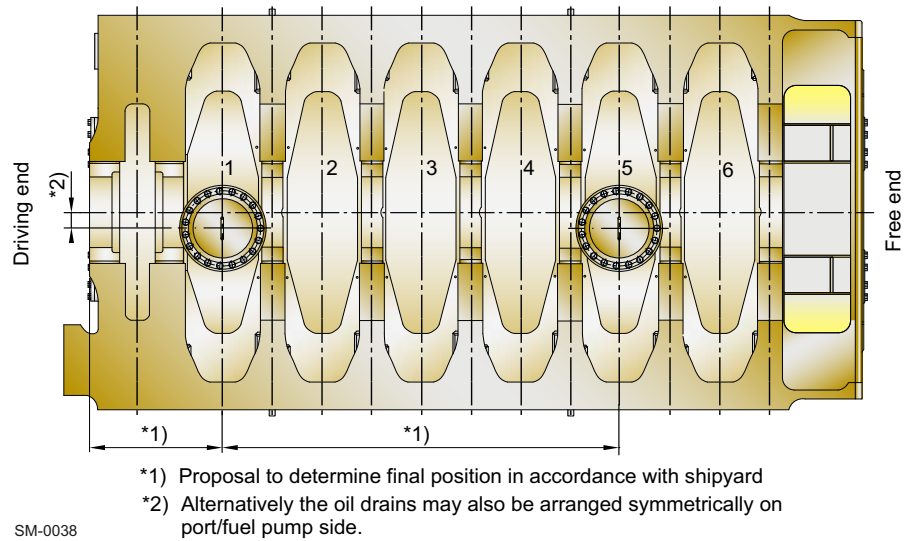 Driving end
*2)
1
2
3
4
5
6
Free end
*1)
*1)
*1) Proposal to determine final position in accordance with shipyard
*2) Alternatively the oil drains may also be arranged symmetrically on
port/fuel pump side.
SM-0038